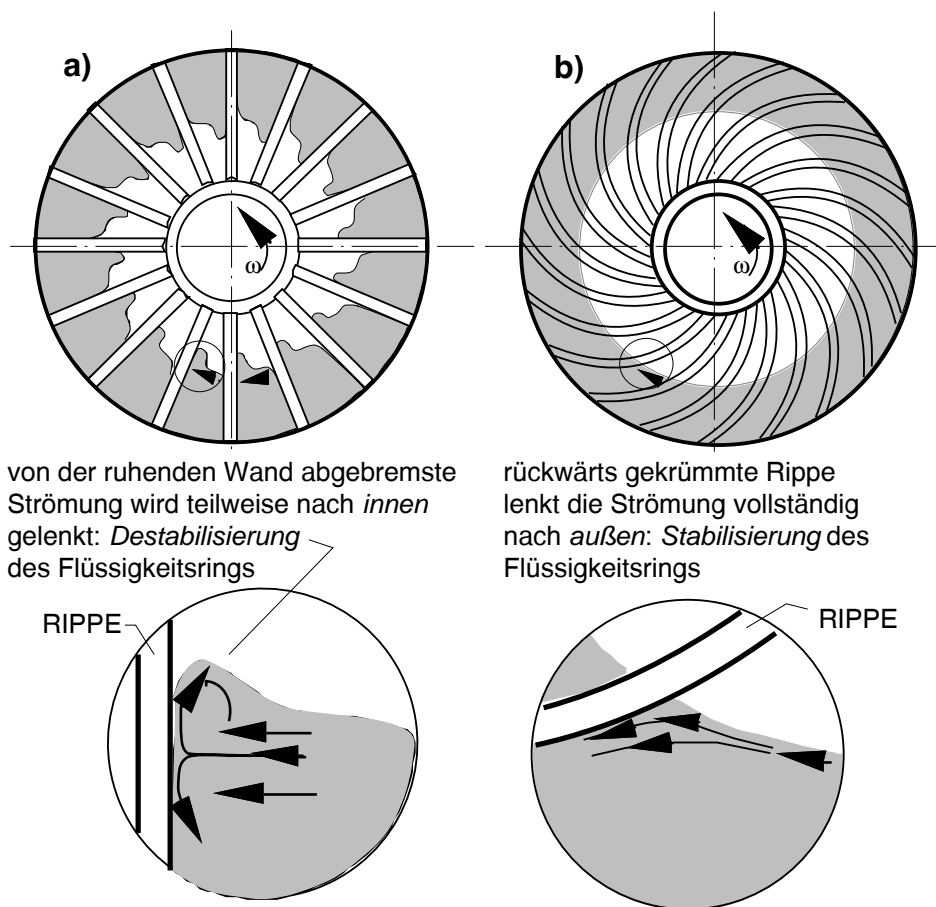 a)
ω
b)
ω
von der ruhenden Wand abgebremste
Strömung wird teilweise nach innen
gelenkt: Destabilisierung
des Flüssigkeitsrings
rückwärts gekrümmte Rippe
lenkt die Strömung vollständig
nach außen: Stabilisierung des
Flüssigkeitsrings
RIPPE
RIPPE